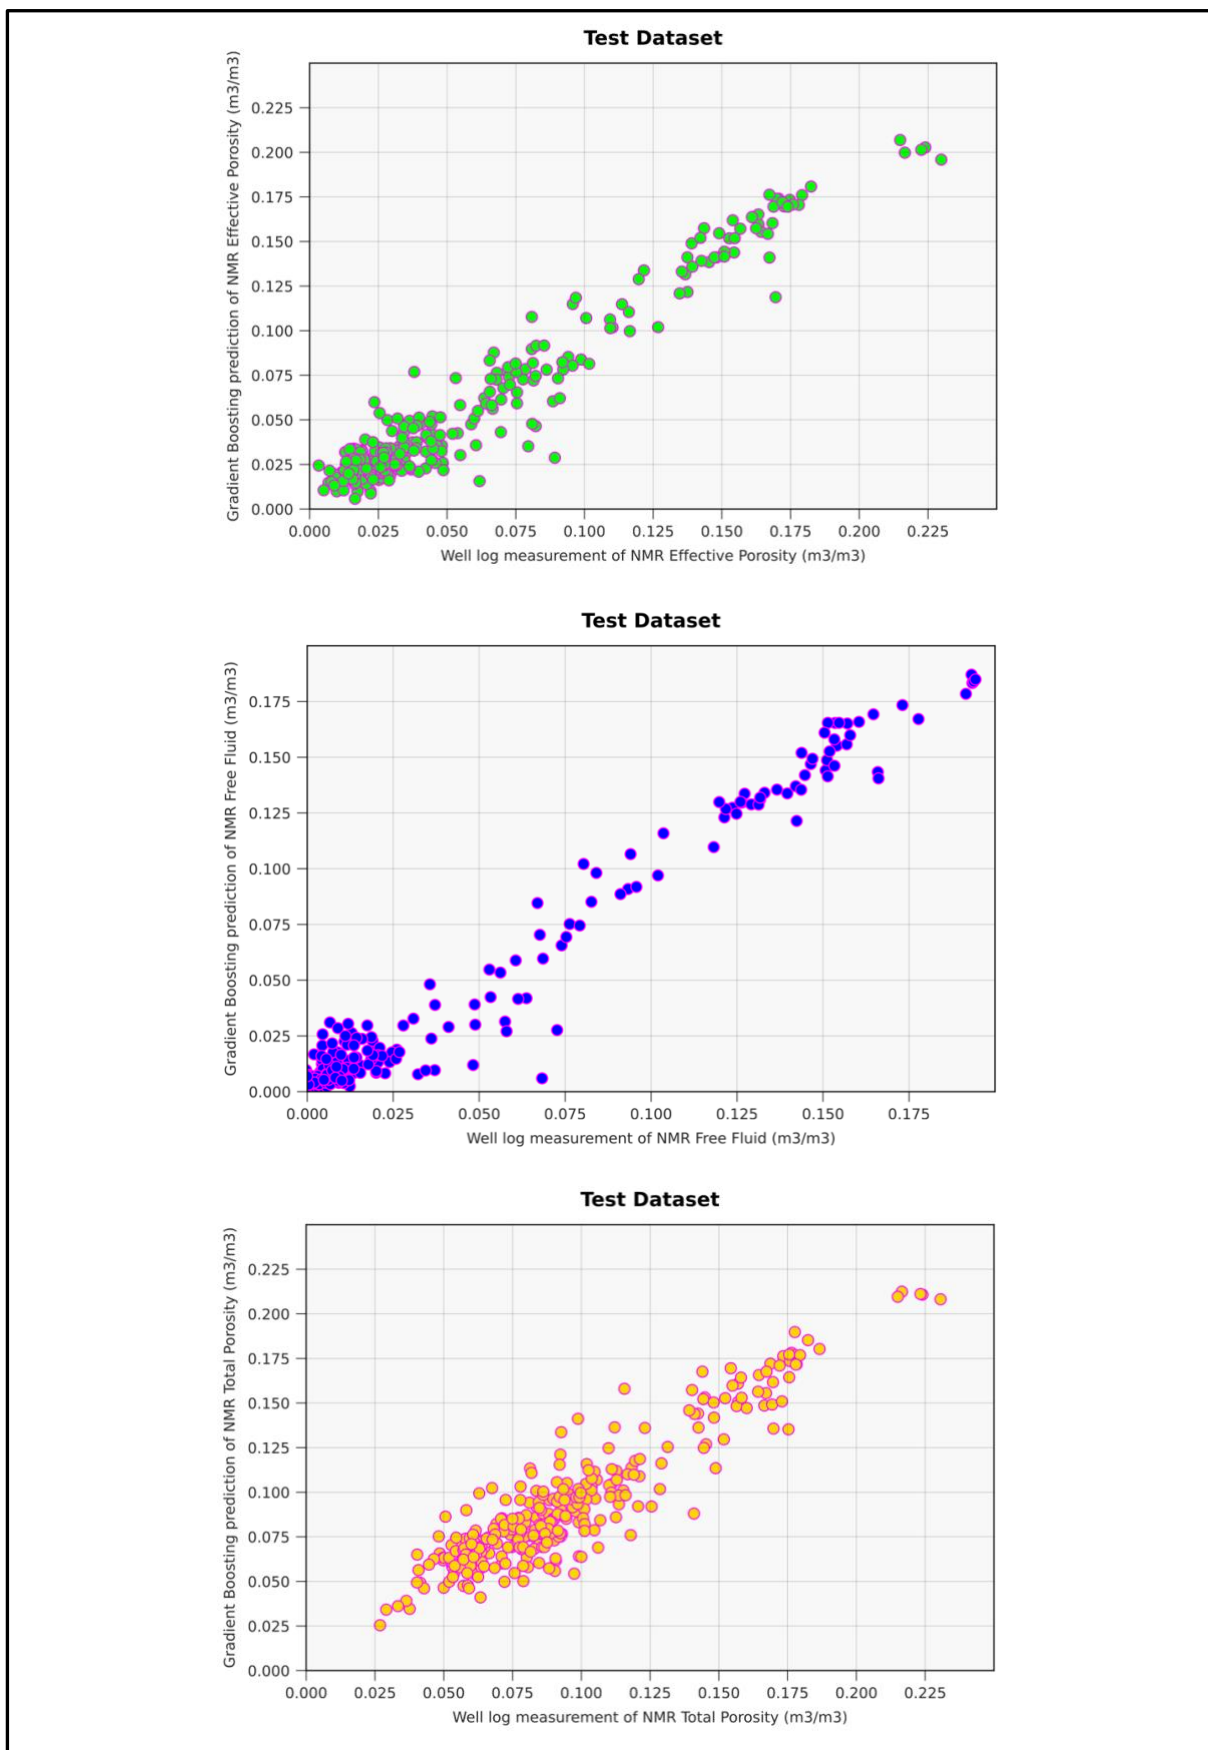 Test Dataset
Gradient Boosting prediction of NMR Effective Porosity (m3/m3)
0.225
0.200
0.175
0.150
0.125
0.100
0.075
0.050
0.025
0.000
0.000 0.025 0.050 0.075 0.100 0.125 0.150 0.175 0.200 0.225
Well log measurement of NMR Effective Porosity (m3/m3)
Test Dataset
Gradient Boosting prediction of NMR Free Fluid (m3/m3)
0.175
0.150
0.125
0.100
0.075
0.050
0.025
0.000
0.000 0.025 0.050 0.075 0.100 0.125 0.150 0.175
Well log measurement of NMR Free Fluid (m3/m3)
Test Dataset
Gradient Boosting prediction of NMR Total Porosity (m3/m3)
0.225
0.200
0.175
0.150
0.125
0.100
0.075
0.050
0.025
0.000
0.000 0.025 0.050 0.075 0.100 0.125 0.150 0.175 0.200 0.225
Well log measurement of NMR Total Porosity (m3/m3)